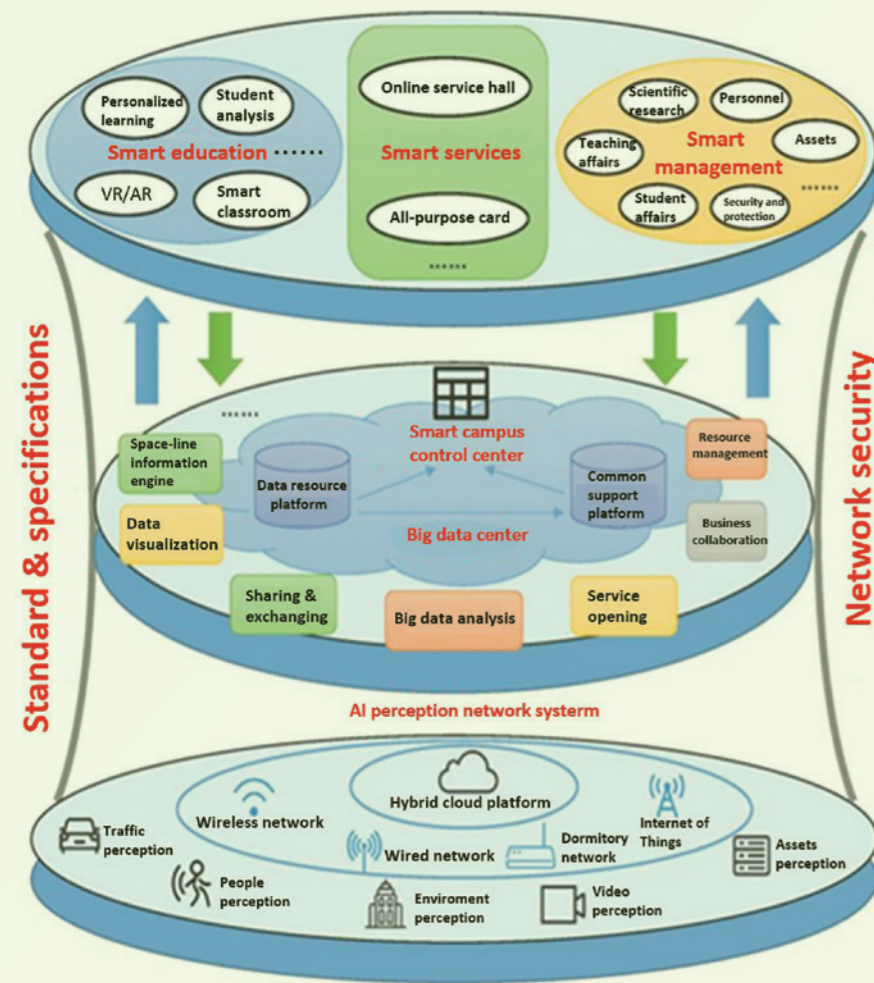 Personalized
learning
Student
analysis
Smart education ......
VR/AR
Smart
classroom
Online service hall
Smart services
All-purpose card
......
Scientific
research
Personnel
Teaching
affairs
Smart
management
Assets
......
Student
affairs
Security and
protection
Standard & specifications
Network security
......
Smart campus
control center
Space-line
information
engine
Data resource
platform
Common
support
platform
Resource
management
Data
visualization
Big data center
Business
collaboration
Sharing &
exchanging
Big data analysis
Service
opening
AI perception network systerm
Hybrid cloud platform
Wireless network
Internet of
Things
Traffic
perception
Wired network
Dormitory
network
Assets
perception
People
perception
Enviroment
perception
Video
perception